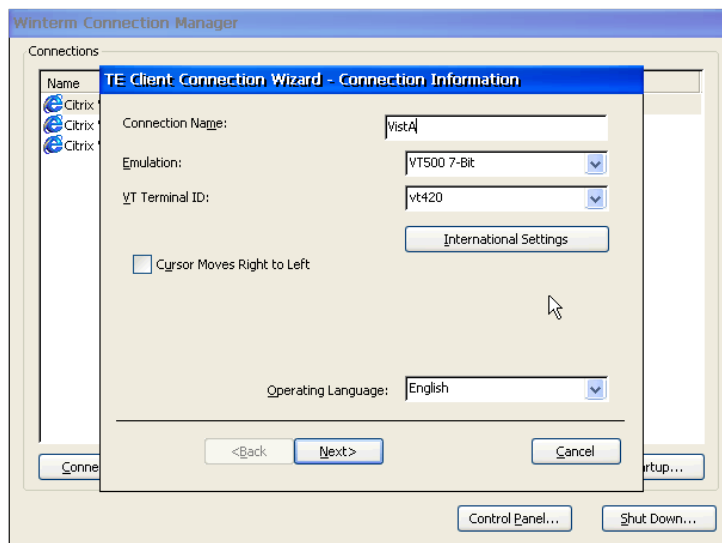 Winterm Connection Manager
Connections
Name
Citrix
Citrix
Citrix
TE Client Connection Wizard - Connection Information
Connection Name: VistA
Emulation: VT500 7-Bit
VT Terminal ID: vt420
International Settings
Cursor Moves Right to Left
Operating Language: English
<Back Next> Cancel
Conne rtup...
Control Panel... Shut Down...